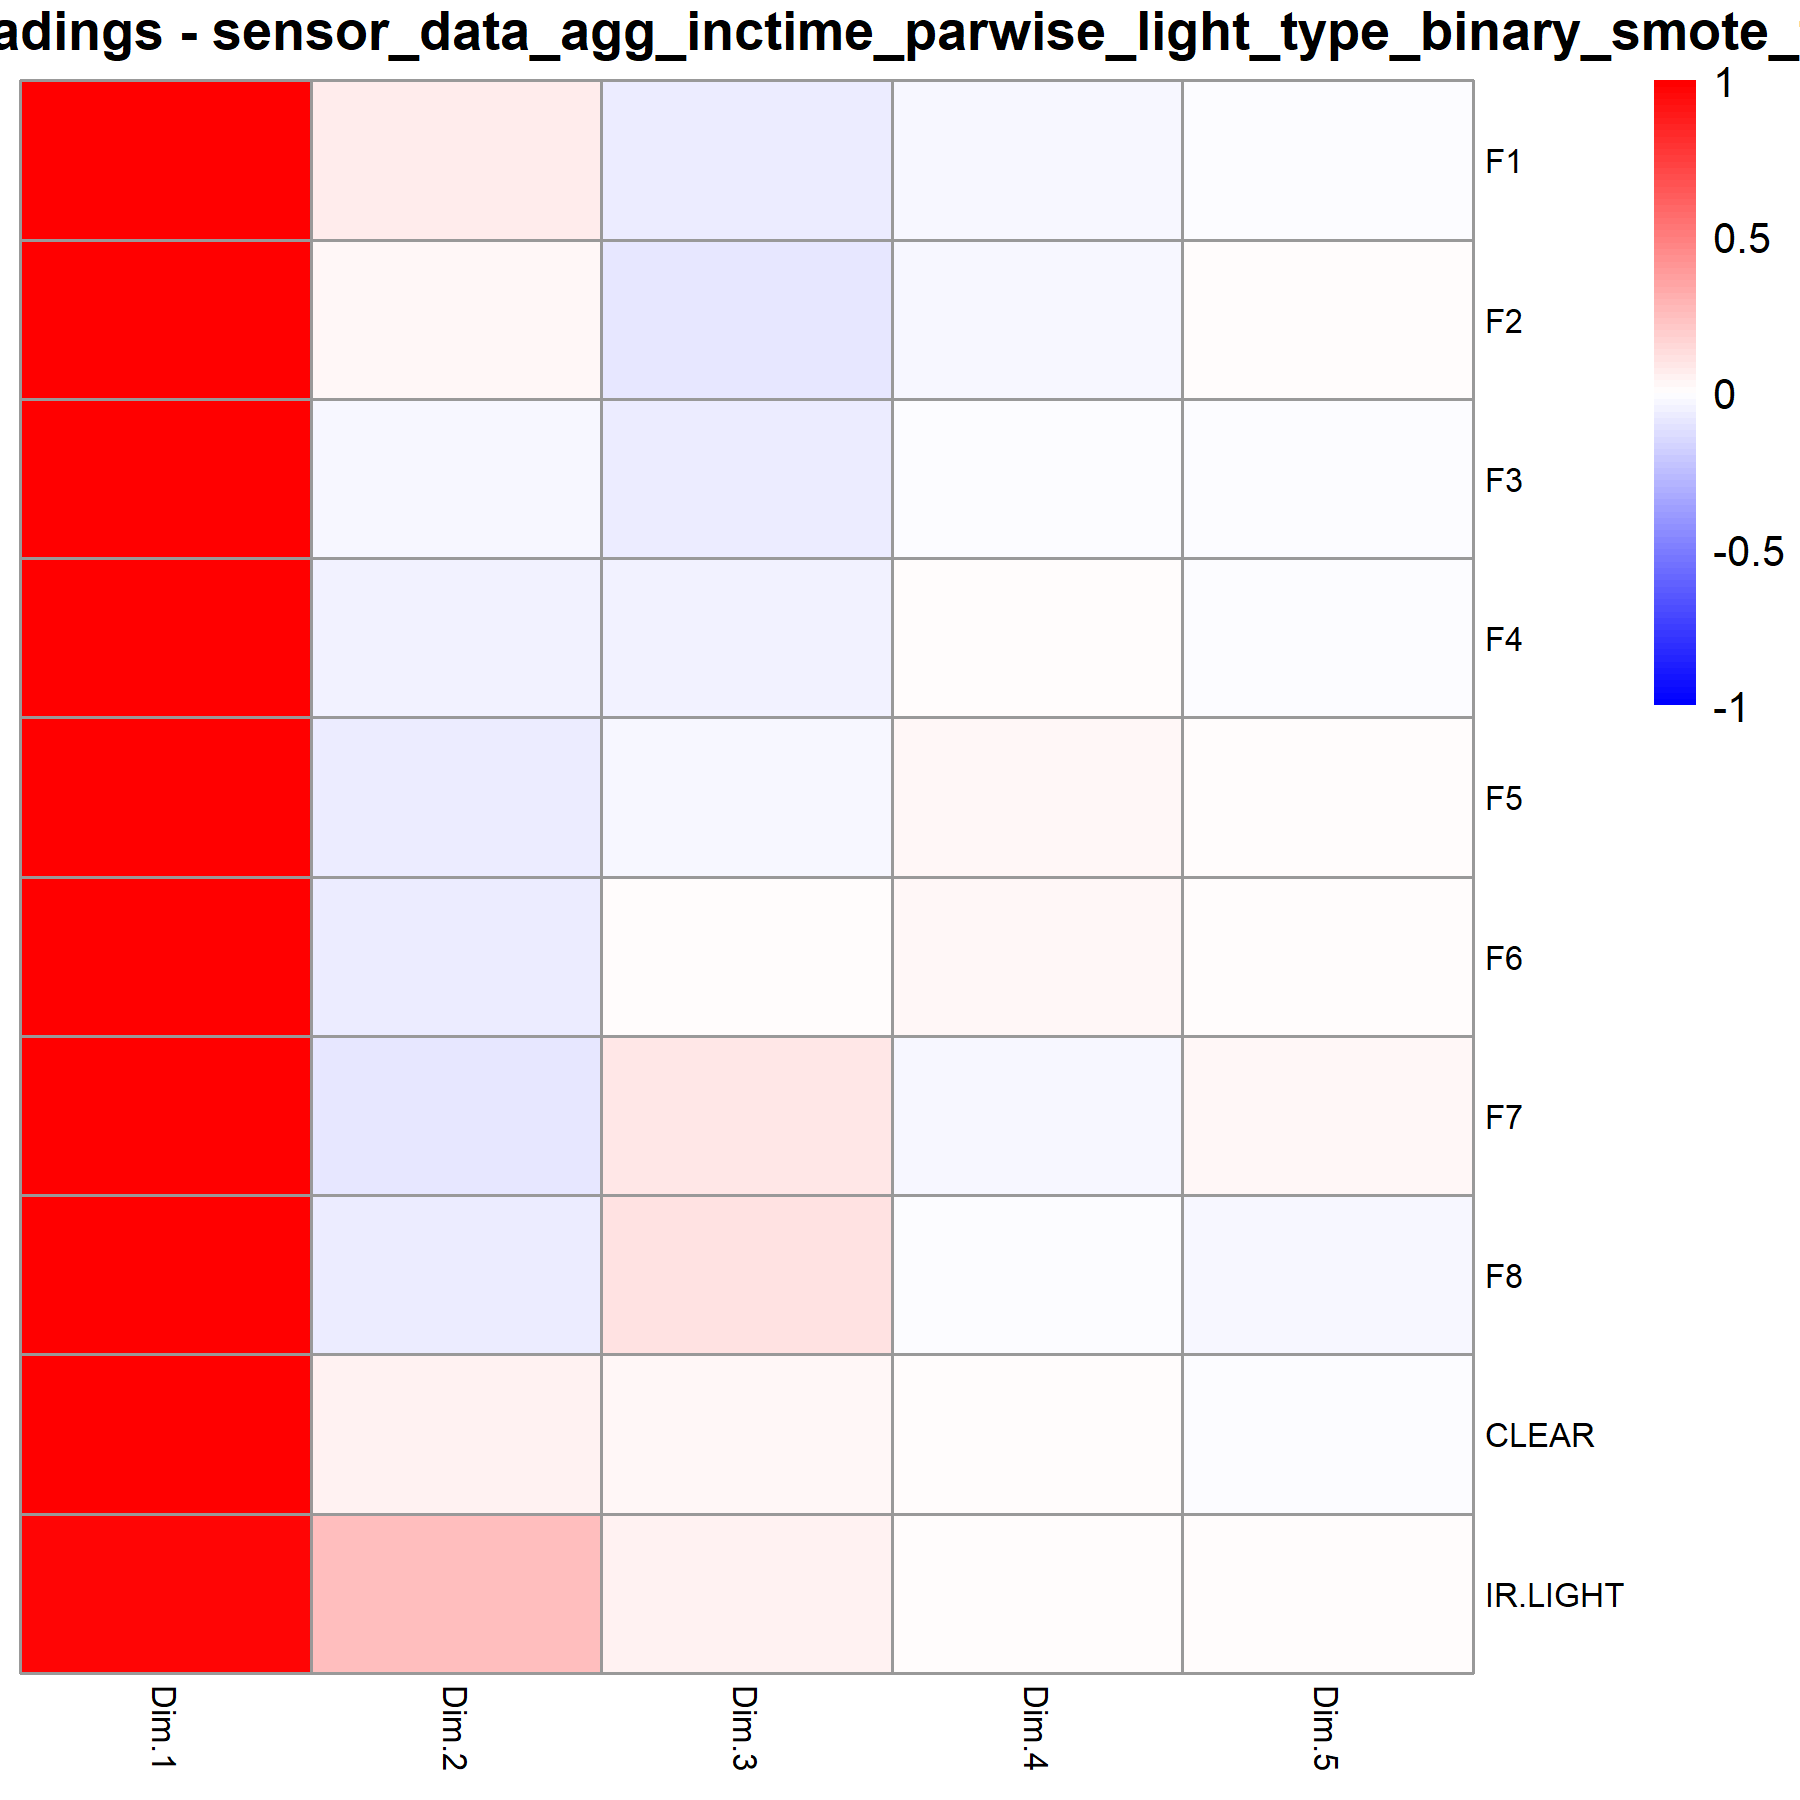 adings - sensor_data_agg_inctime_parwise_light_type_binary_smote_
1
0.5
0
-0.5
-1
F1
F2
F3
F4
F5
F6
F7
F8
CLEAR
IR.LIGHT
Dim.1
Dim.2
Dim.3
Dim.4
Dim.5